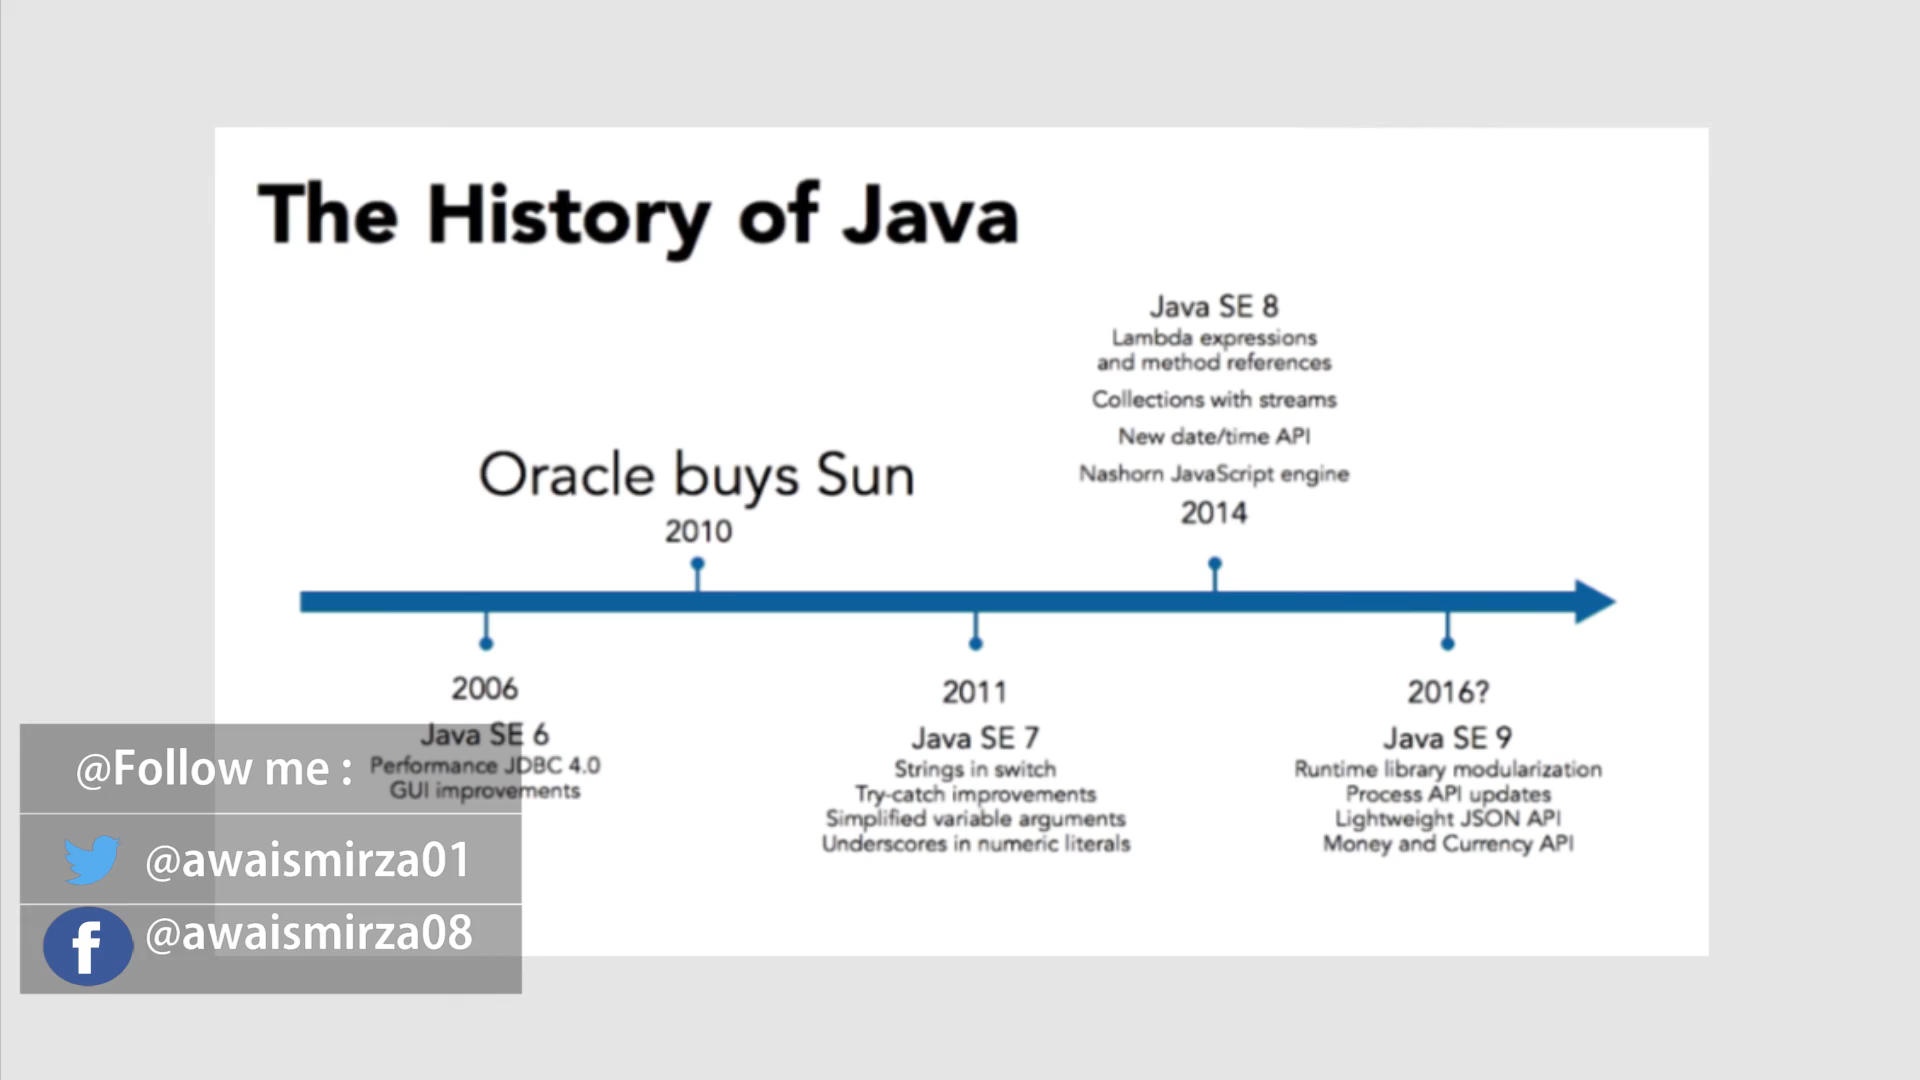 The History of Java
Java SE 8
Lambda expressions
and method references
Collections with streams
New date/time API
Nashorn JavaScript engine
2014
Oracle buys Sun
2010
2006
Java SE 6
Performance JDBC 4.0
GUI improvements
2011
Java SE 7
Strings in switch
Try-catch improvements
Simplified variable arguments
Underscores in numeric literals
2016?
Java SE 9
Runtime library modularization
Process API updates
Lightweight JSON API
Money and Currency API
@Follow me :
@awaismirza01
@awaismirza08